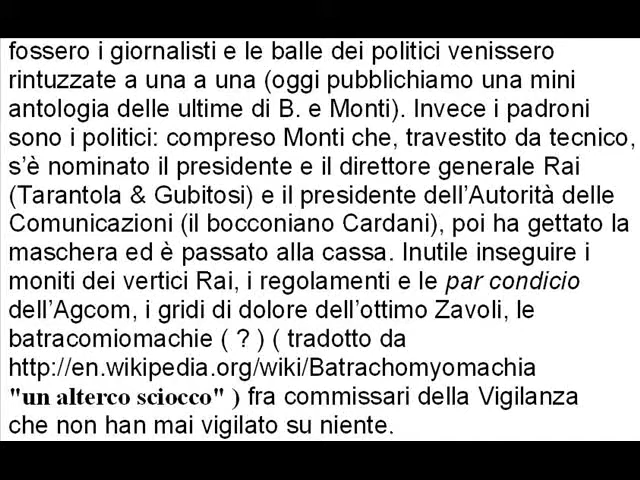 fossero i giornalisti e le balle dei politici venissero
rintuzzate a una a una (oggi pubblichiamo una mini
antologia delle ultime di B. e Monti). Invece i padroni
sono i politici: compreso Monti che, travestito da tecnico,
s’è nominato il presidente e il direttore generale Rai
(Tarantola & Gubitosi) e il presidente dell’Autorità delle
Comunicazioni (il bocconiano Cardani), poi ha gettato la
maschera ed è passato alla cassa. Inutile inseguire i
moniti dei vertici Rai, i regolamenti e le par condicio
dell’Agcom, i gridi di dolore dell’ottimo Zavoli, le
batracomiomachie ( ? ) ( tradotto da
http://en.wikipedia.org/wiki/Batrachomyomachia
"un alterco sciocco" ) fra commissari della Vigilanza
che non han mai vigilato su niente.